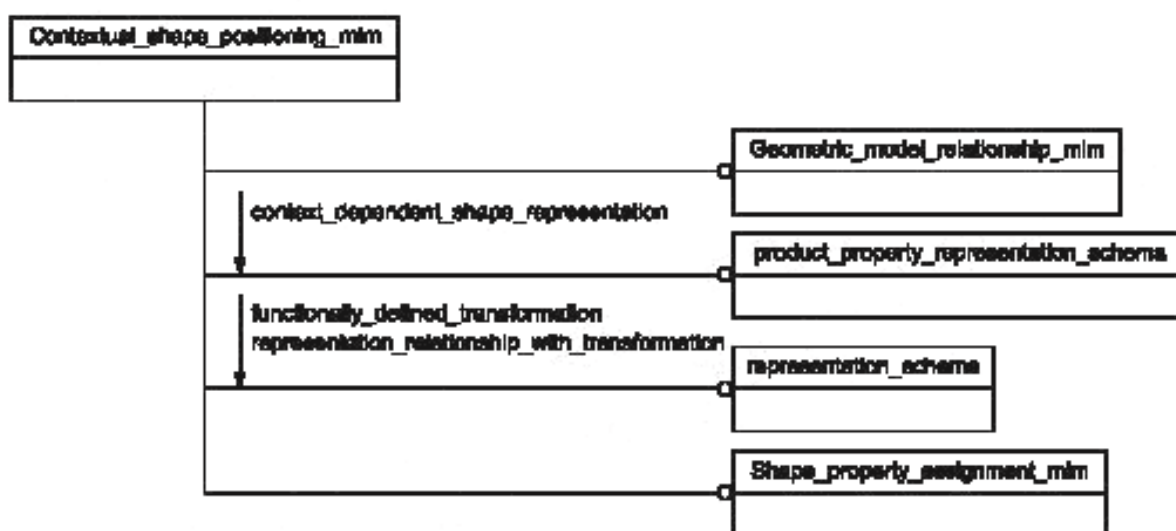 Contextual_shape_positioning_mim
Geometric_model_relationship_mim
context_dependent_shape_representation
product_property_representation_schema
functionally_defined_transformation
representation_relationship_with_transformation
representation_schema
Shape_property_assignment_mim